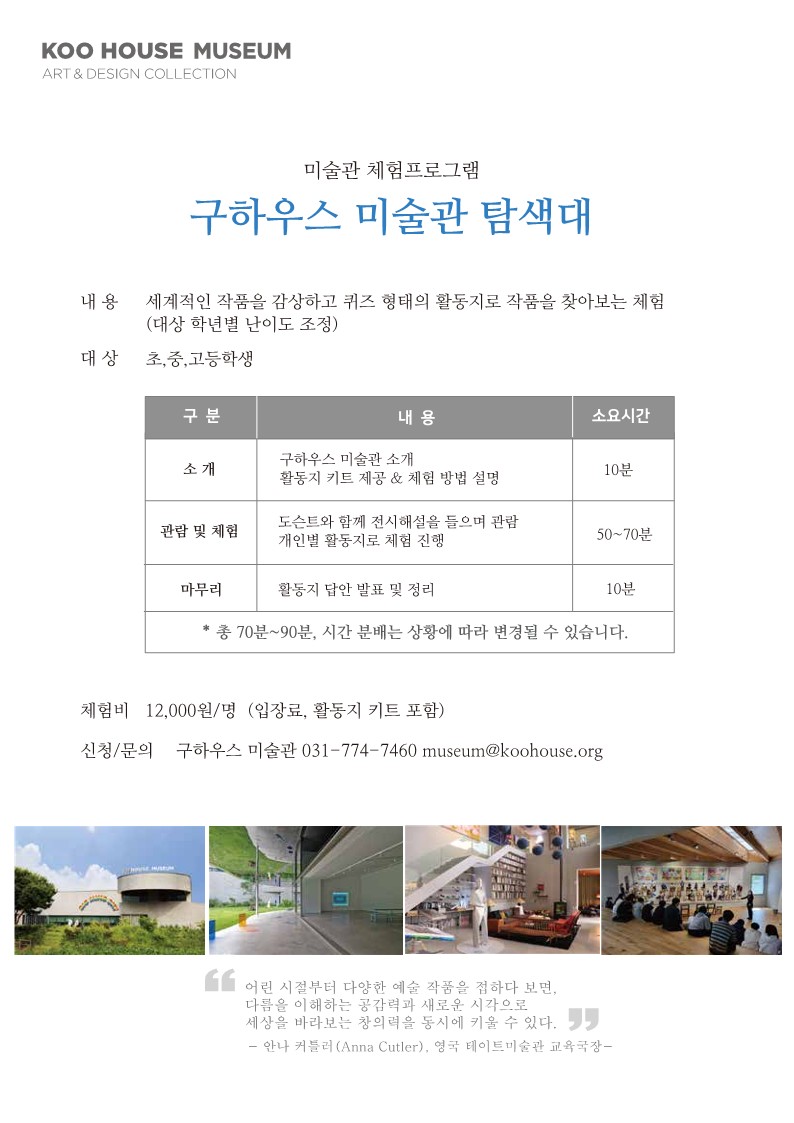 KOO HOUSE MUSEUM
ART & DESIGN COLLECTION
미술관 체험프로그램
구하우스 미술관 탐색대
내 용 세계적인 작품을 감상하고 퀴즈 형태의 활동지로 작품을 찾아보는 체험
(대상 학년별 난이도 조정)
대 상 초,중,고등학생
구 분 내 용 소요시간
소 개 구하우스 미술관 소개
활동지 키트 제공 & 체험 방법 설명 10분
관람 및 체험 도슨트와 함께 전시해설을 들으며 관람
개인별 활동지로 체험 진행 50~70분
마무리 활동지 답안 발표 및 정리 10분
* 총 70분~90분, 시간 분배는 상황에 따라 변경될 수 있습니다.
체험비 12,000원/명 (입장료, 활동지 키트 포함)
신청/문의 구하우스 미술관 031-774-7460 museum@koohouse.org
HOUSE MUSEUM
“ 어린 시절부터 다양한 예술 작품을 접하다 보면,
다름을 이해하는 공감력과 새로운 시각으로
세상을 바라보는 창의력을 동시에 키울 수 있다. ”
- 안나 커틀러(Anna Cutler), 영국 테이트미술관 교육국장-